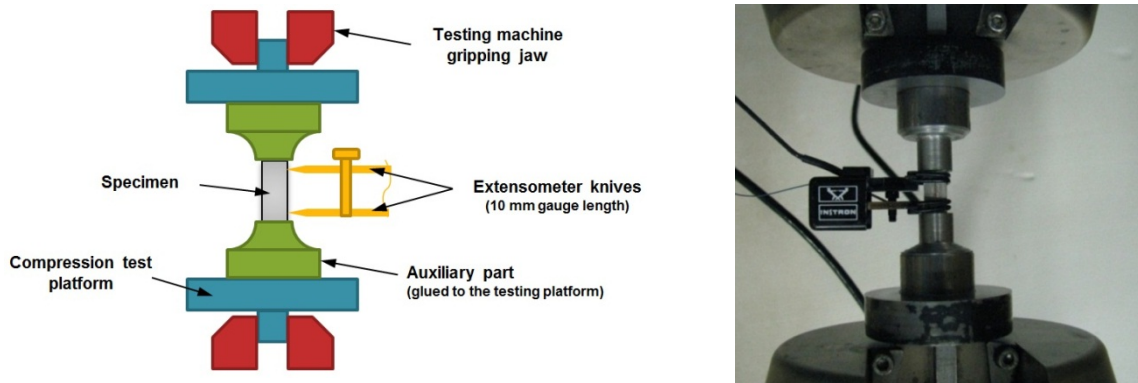 Testing machine
gripping jaw
Specimen
Extensometer knives
(10 mm gauge length)
Compression test
platform
Auxiliary part
(glued to the testing platform)
INSTRON